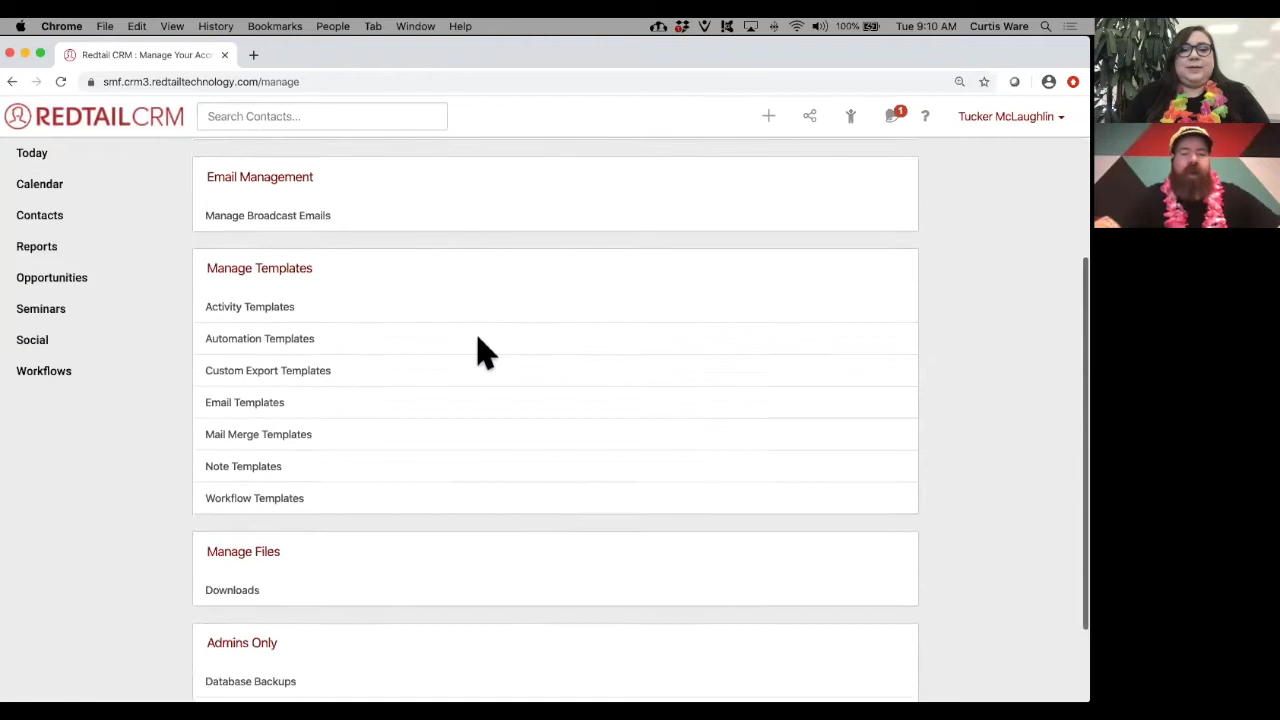 Chrome File Edit View History Bookmarks People Tab Window Help 100% Tue 9:10 AM Curtis Ware
Redtail CRM : Manage Your Acc
smf.crm3.redtailtechnology.com/manage
REDTAILCRM Search Contacts... 1 ? Tucker McLaughlin
Today
Calendar
Contacts
Reports
Opportunities
Seminars
Social
Workflows
Email Management
Manage Broadcast Emails
Manage Templates
Activity Templates
Automation Templates
Custom Export Templates
Email Templates
Mail Merge Templates
Note Templates
Workflow Templates
Manage Files
Downloads
Admins Only
Database Backups